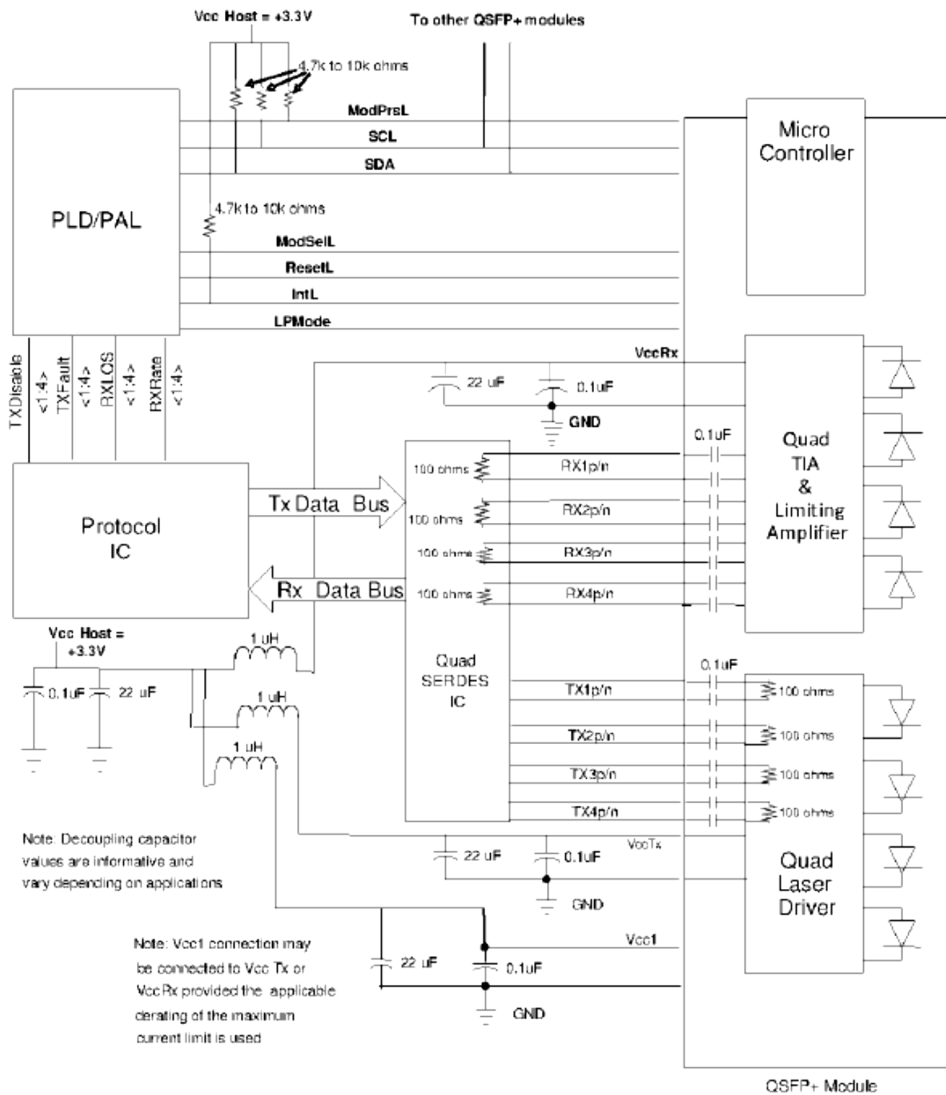 Vcc Host = +3.3V
To other QSFP+ modules
4.7k to 10k ohms
ModPrsL
SCL
SDA
PLD/PAL
4.7k to 10k ohms
ModSelL
ResetL
IntL
LPMode
Micro
Controller
TXDisable
<1:4>
TXFault
<1:4>
RXLOS
<1:4>
RXRate
<1:4>
VccRx
22 uF
0.1uF
GND
0.1uF
Quad
TIA
&
Limiting
Amplifier
100 ohms
RX1p/n
100 ohms
RX2p/n
100 ohms
RX3p/n
100 ohms
RX4p/n
Tx Data Bus
Protocol
IC
Rx Data Bus
Vcc Host =
+3.3V
1 uH
0.1uF
22 uF
1 uH
1 uH
Quad
SERDES
IC
0.1uF
TX1p/n
100 ohms
TX2p/n
100 ohms
TX3p/n
100 ohms
TX4p/n
100 ohms
Note: Decoupling capacitor
values are informative and
vary depending on applications
VccTx
22 uF
0.1uF
GND
Quad
Laser
Driver
Note: Vcc1 connection may
be connected to Vcc Tx or
VccRx provided the applicable
derating of the maximum
current limit is used
Vcc1
22 uF
0.1uF
GND
QSFP+ Module